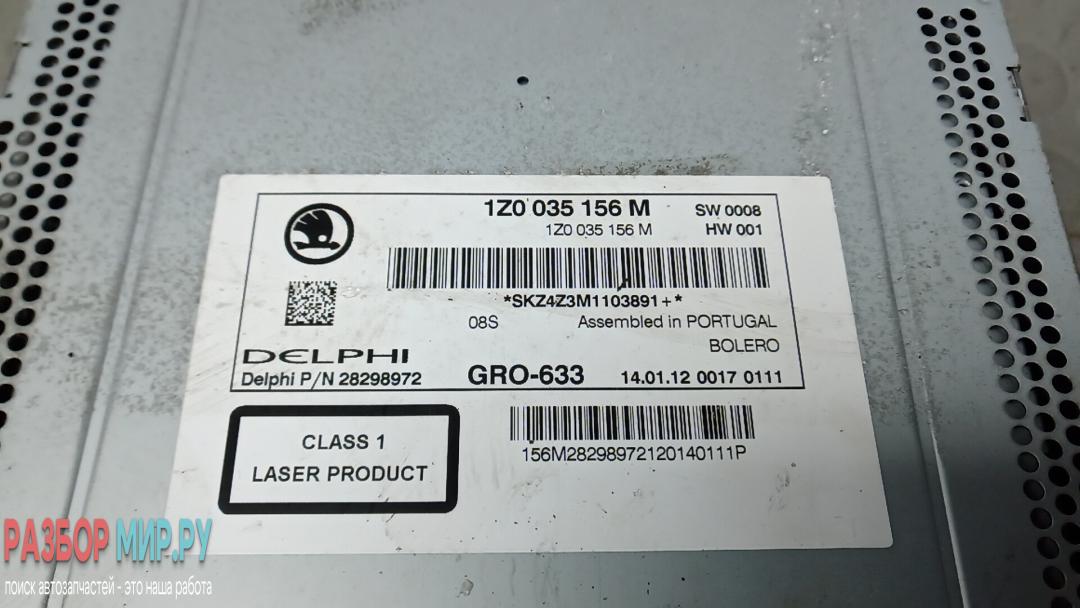 1Z0 035 156 M
SW 0008
1Z0 035 156 M
HW 001
*SKZ4Z3M1103891+*
08S
Assembled in PORTUGAL
BOLERO
DELPHI
Delphi P/N 28298972
GRO-633
14.01.12 0017 0111
CLASS 1
LASER PRODUCT
156M28298972120140111P
РАЗБОР МИР.РУ
поиск автозапчастей - это наша работа